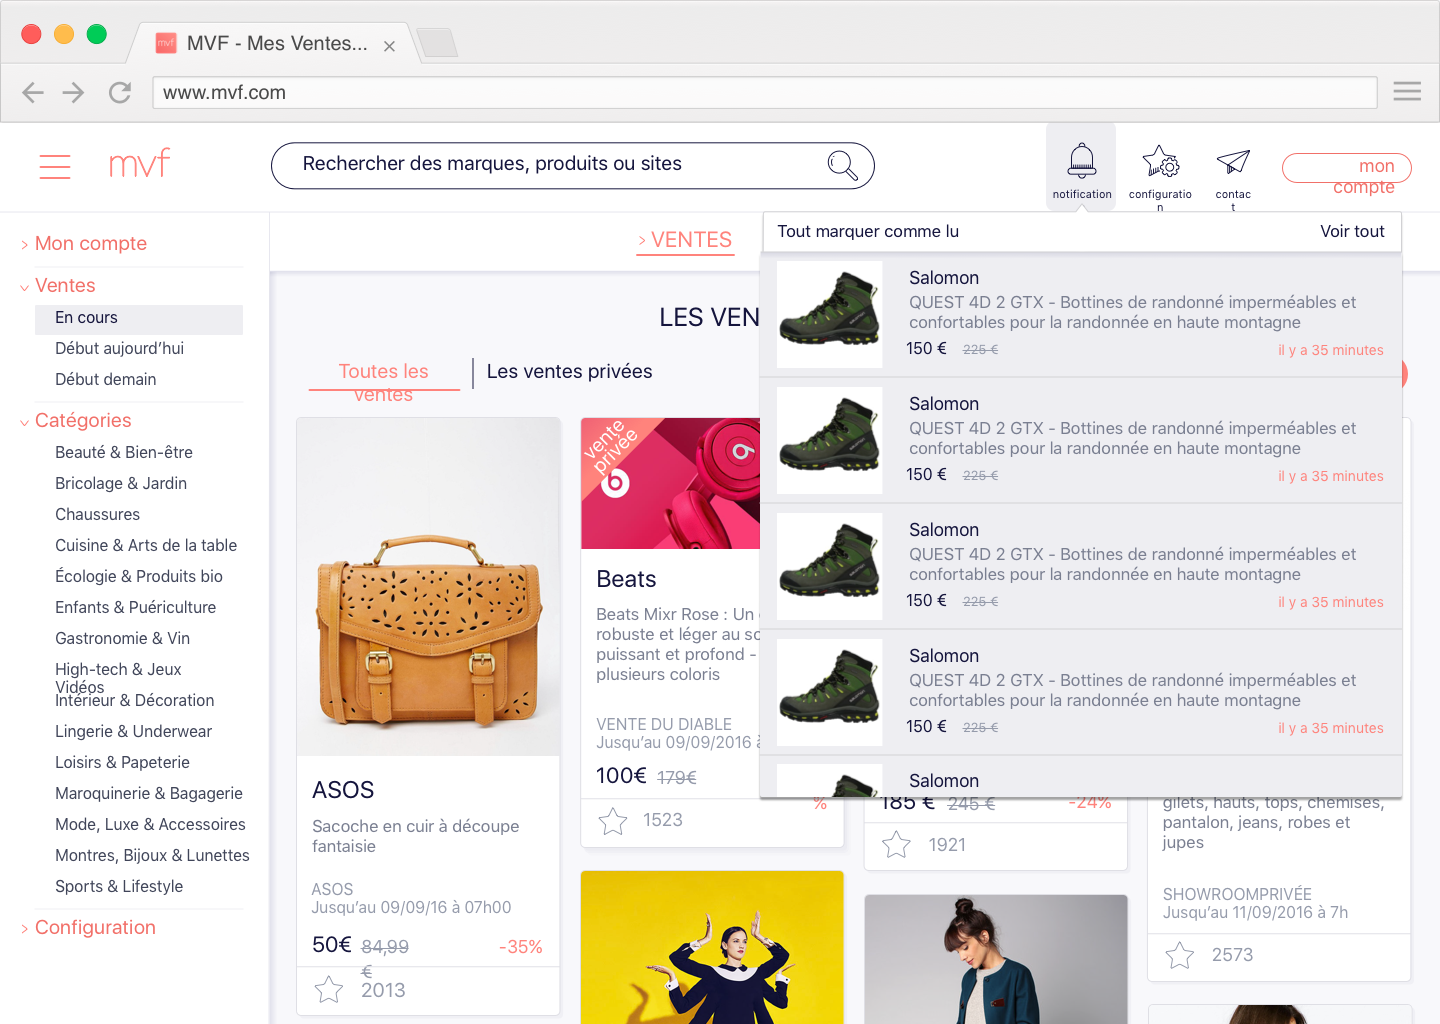 mvf MVF - Mes Ventes... ×
www.mvf.com
mvf
Rechercher des marques, produits ou sites
notification
configuratio
n
contac
t
mon
compte
> Mon compte
Ventes
En cours
Début aujourd’hui
Début demain
Catégories
Beauté & Bien-être
Bricolage & Jardin
Chaussures
Cuisine & Arts de la table
Écologie & Produits bio
Enfants & Puériculture
Gastronomie & Vin
High-tech & Jeux
Vidéos
Intérieur & Décoration
Lingerie & Underwear
Loisirs & Papeterie
Maroquinerie & Bagagerie
Mode, Luxe & Accessoires
Montres, Bijoux & Lunettes
Sports & Lifestyle
> Configuration
> VENTES
LES VEN
Toutes les
ventes
Les ventes privées
Tout marquer comme lu
Voir tout
Salomon
QUEST 4D 2 GTX - Bottines de randonné imperméables et
confortables pour la randonnée en haute montagne
150 € 225 €
il y a 35 minutes
Salomon
QUEST 4D 2 GTX - Bottines de randonné imperméables et
confortables pour la randonnée en haute montagne
150 € 225 €
il y a 35 minutes
Salomon
QUEST 4D 2 GTX - Bottines de randonné imperméables et
confortables pour la randonnée en haute montagne
150 € 225 €
il y a 35 minutes
Salomon
QUEST 4D 2 GTX - Bottines de randonné imperméables et
confortables pour la randonnée en haute montagne
150 € 225 €
il y a 35 minutes
Salomon
ASOS
Sacoche en cuir à découpe
fantaisie
ASOS
Jusqu’au 09/09/16 à 07h00
50€ 84,99
€
-35%
2013
vente
privée
b
Beats
Beats Mixr Rose : Un
robuste et léger au
puissant et profond -
plusieurs coloris
VENTE DU DIABLE
Jusqu’au 09/09/2016 à
100€ 179€
%
1523
185 € 245 €
-24%
1921
gilets, hauts, tops, chemises,
pantalon, jeans, robes et
jupes
SHOWROOMPRIVÉE
Jusqu’au 11/09/2016 à 7h
2573